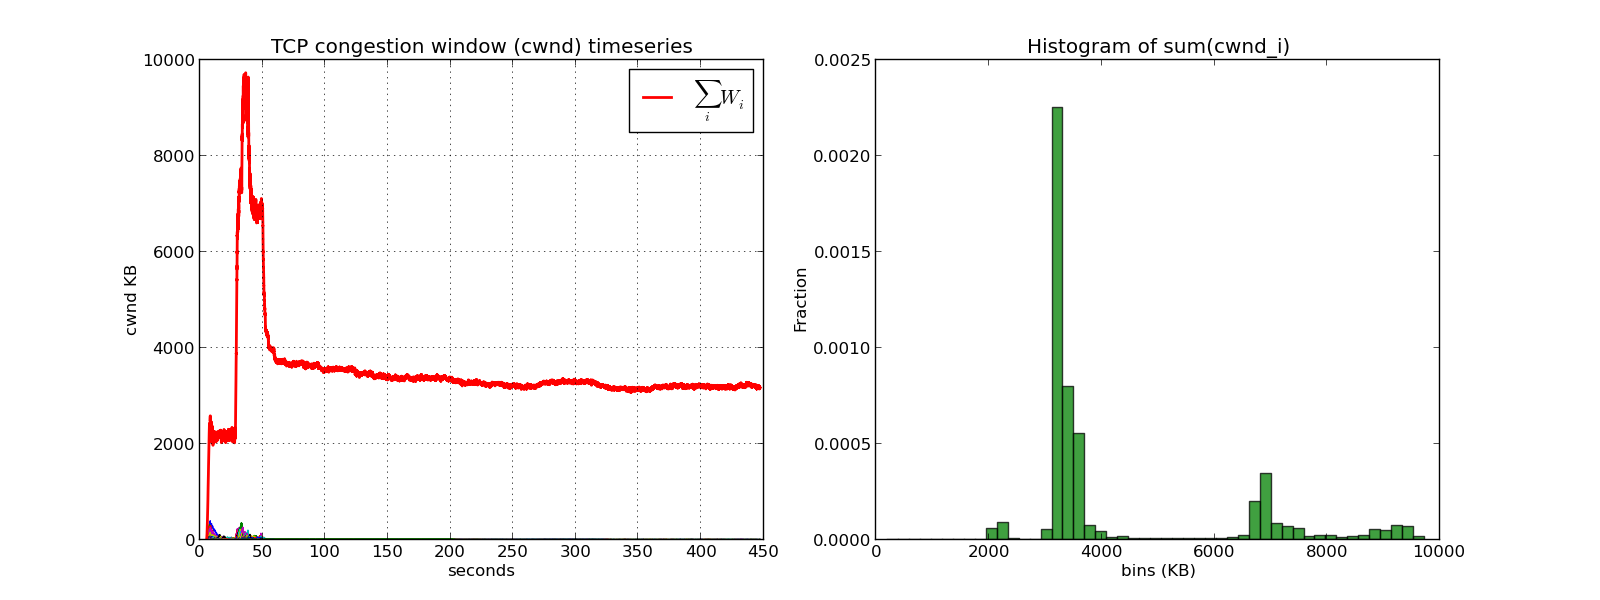 TCP congestion window (cwnd) timeseries
10000
8000
6000
4000
2000
0
cwnd KB
∑_i W_i
0 50 100 150 200 250 300 350 400 450
seconds
Histogram of sum(cwnd_i)
0.0025
0.0020
0.0015
0.0010
0.0005
0.0000
Fraction
0 2000 4000 6000 8000 10000
bins (KB)